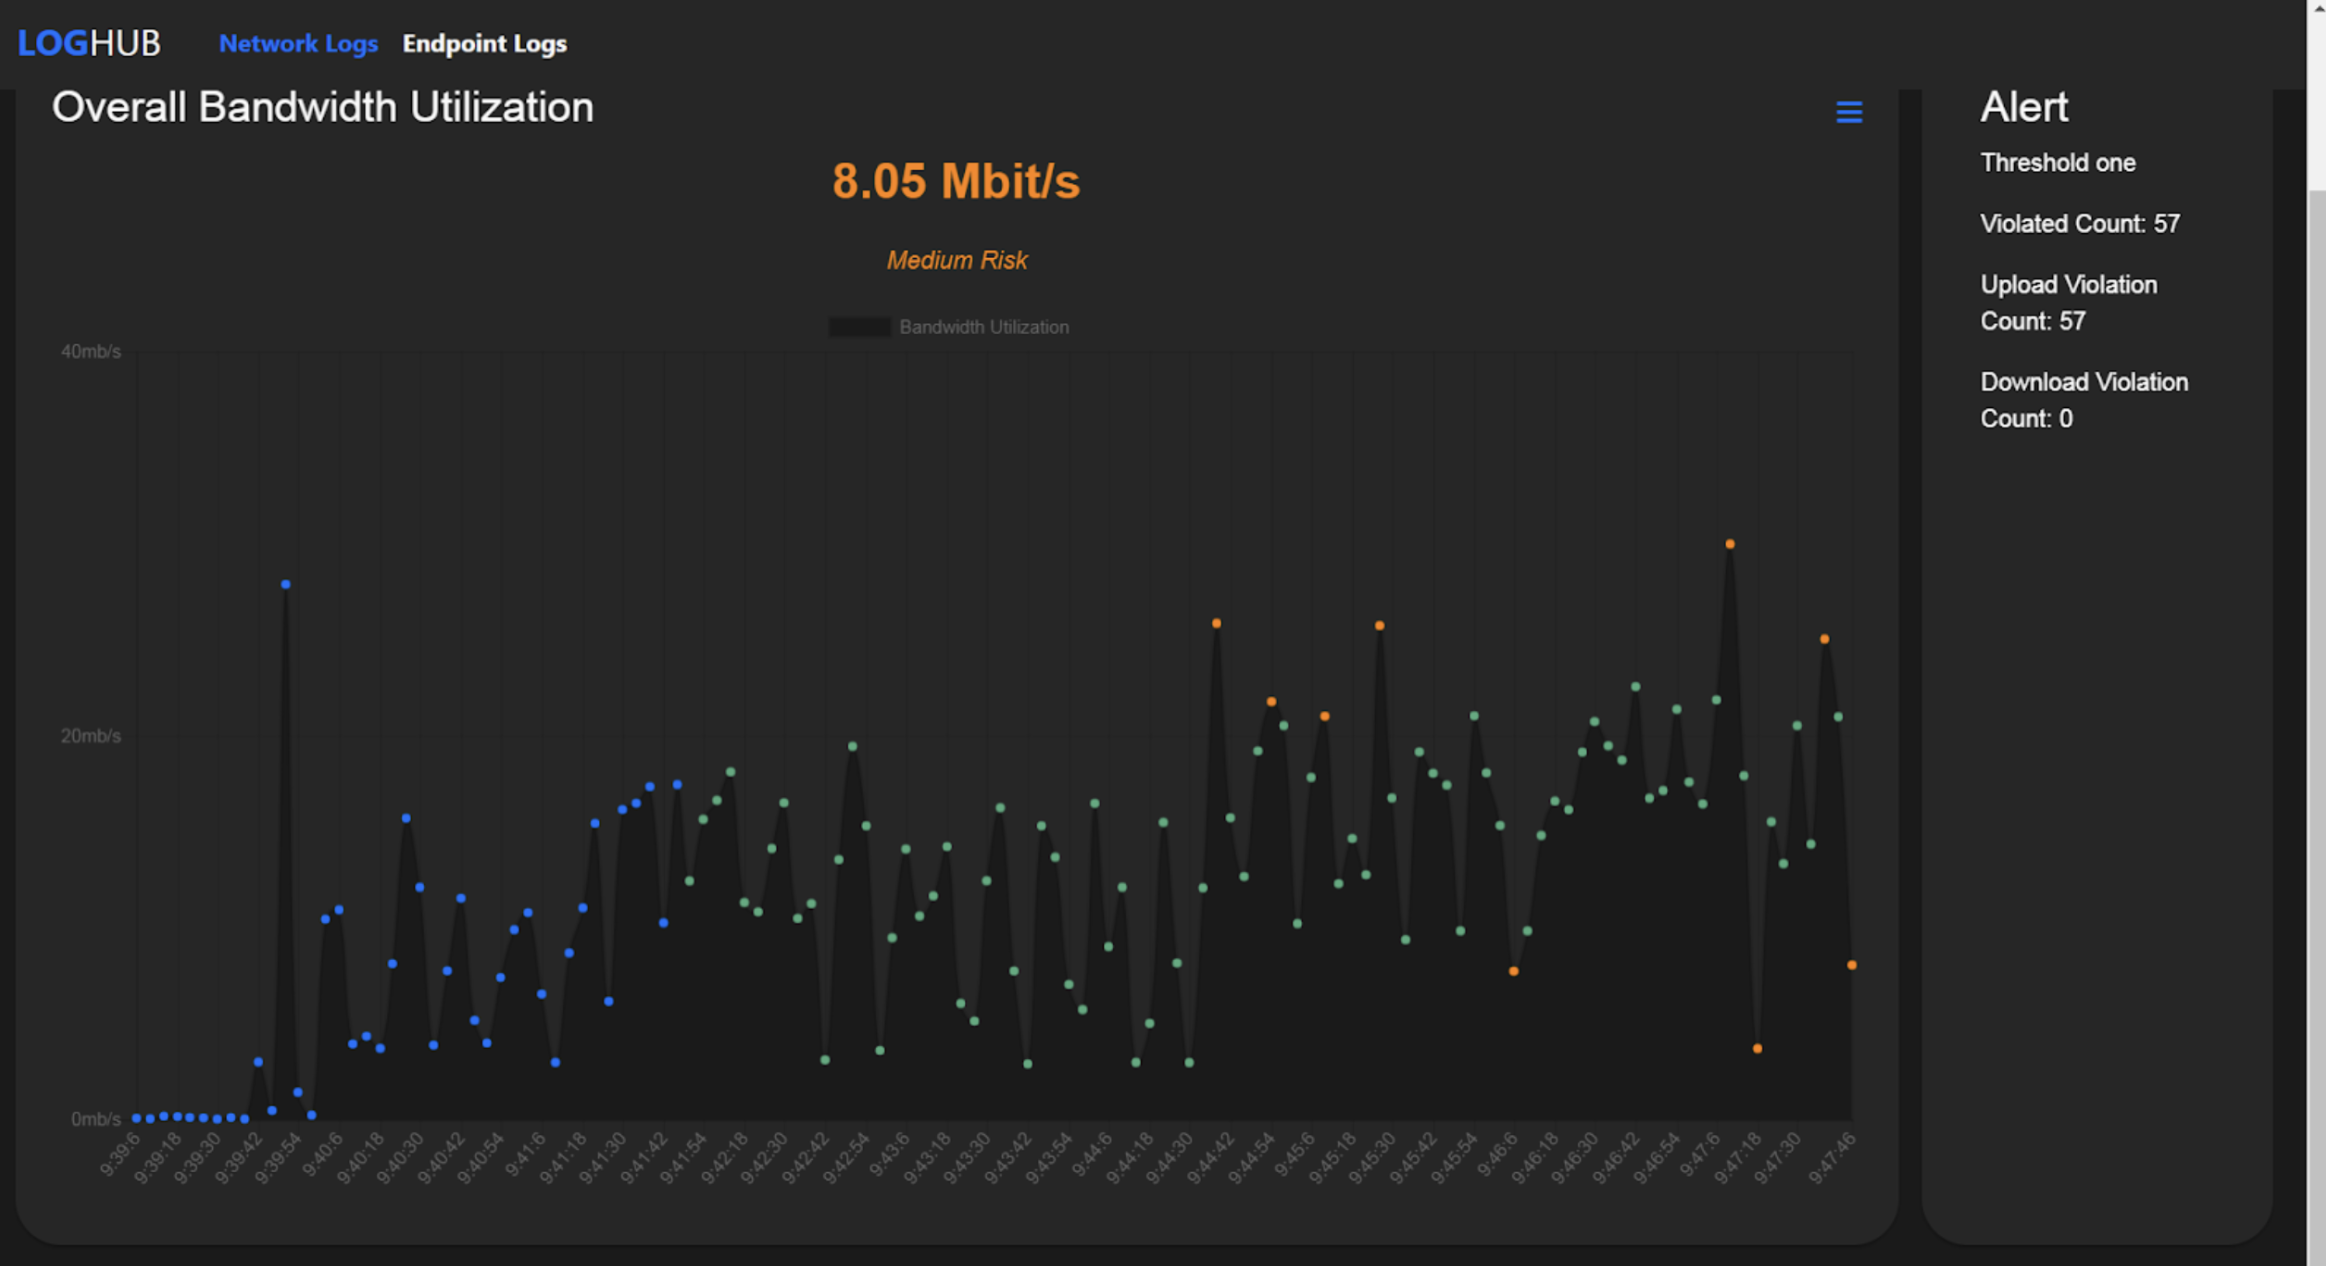 LOGHUB Network Logs Endpoint Logs
Overall Bandwidth Utilization
8.05 Mbit/s
Medium Risk
Bandwidth Utilization
40mb/s
20mb/s
0mb/s
9:39:6
9:39:18
9:39:30
9:39:42
9:39:54
9:40:6
9:40:18
9:40:30
9:40:42
9:40:54
9:41:6
9:41:18
9:41:30
9:41:42
9:41:54
9:42:18
9:42:30
9:42:42
9:42:54
9:43:6
9:43:18
9:43:30
9:43:42
9:43:54
9:44:6
9:44:18
9:44:30
9:44:42
9:44:54
9:45:6
9:45:18
9:45:30
9:45:42
9:45:54
9:46:6
9:46:18
9:46:30
9:46:42
9:46:54
9:47:6
9:47:18
9:47:30
9:47:46
Alert
Threshold one
Violated Count: 57
Upload Violation
Count: 57
Download Violation
Count: 0